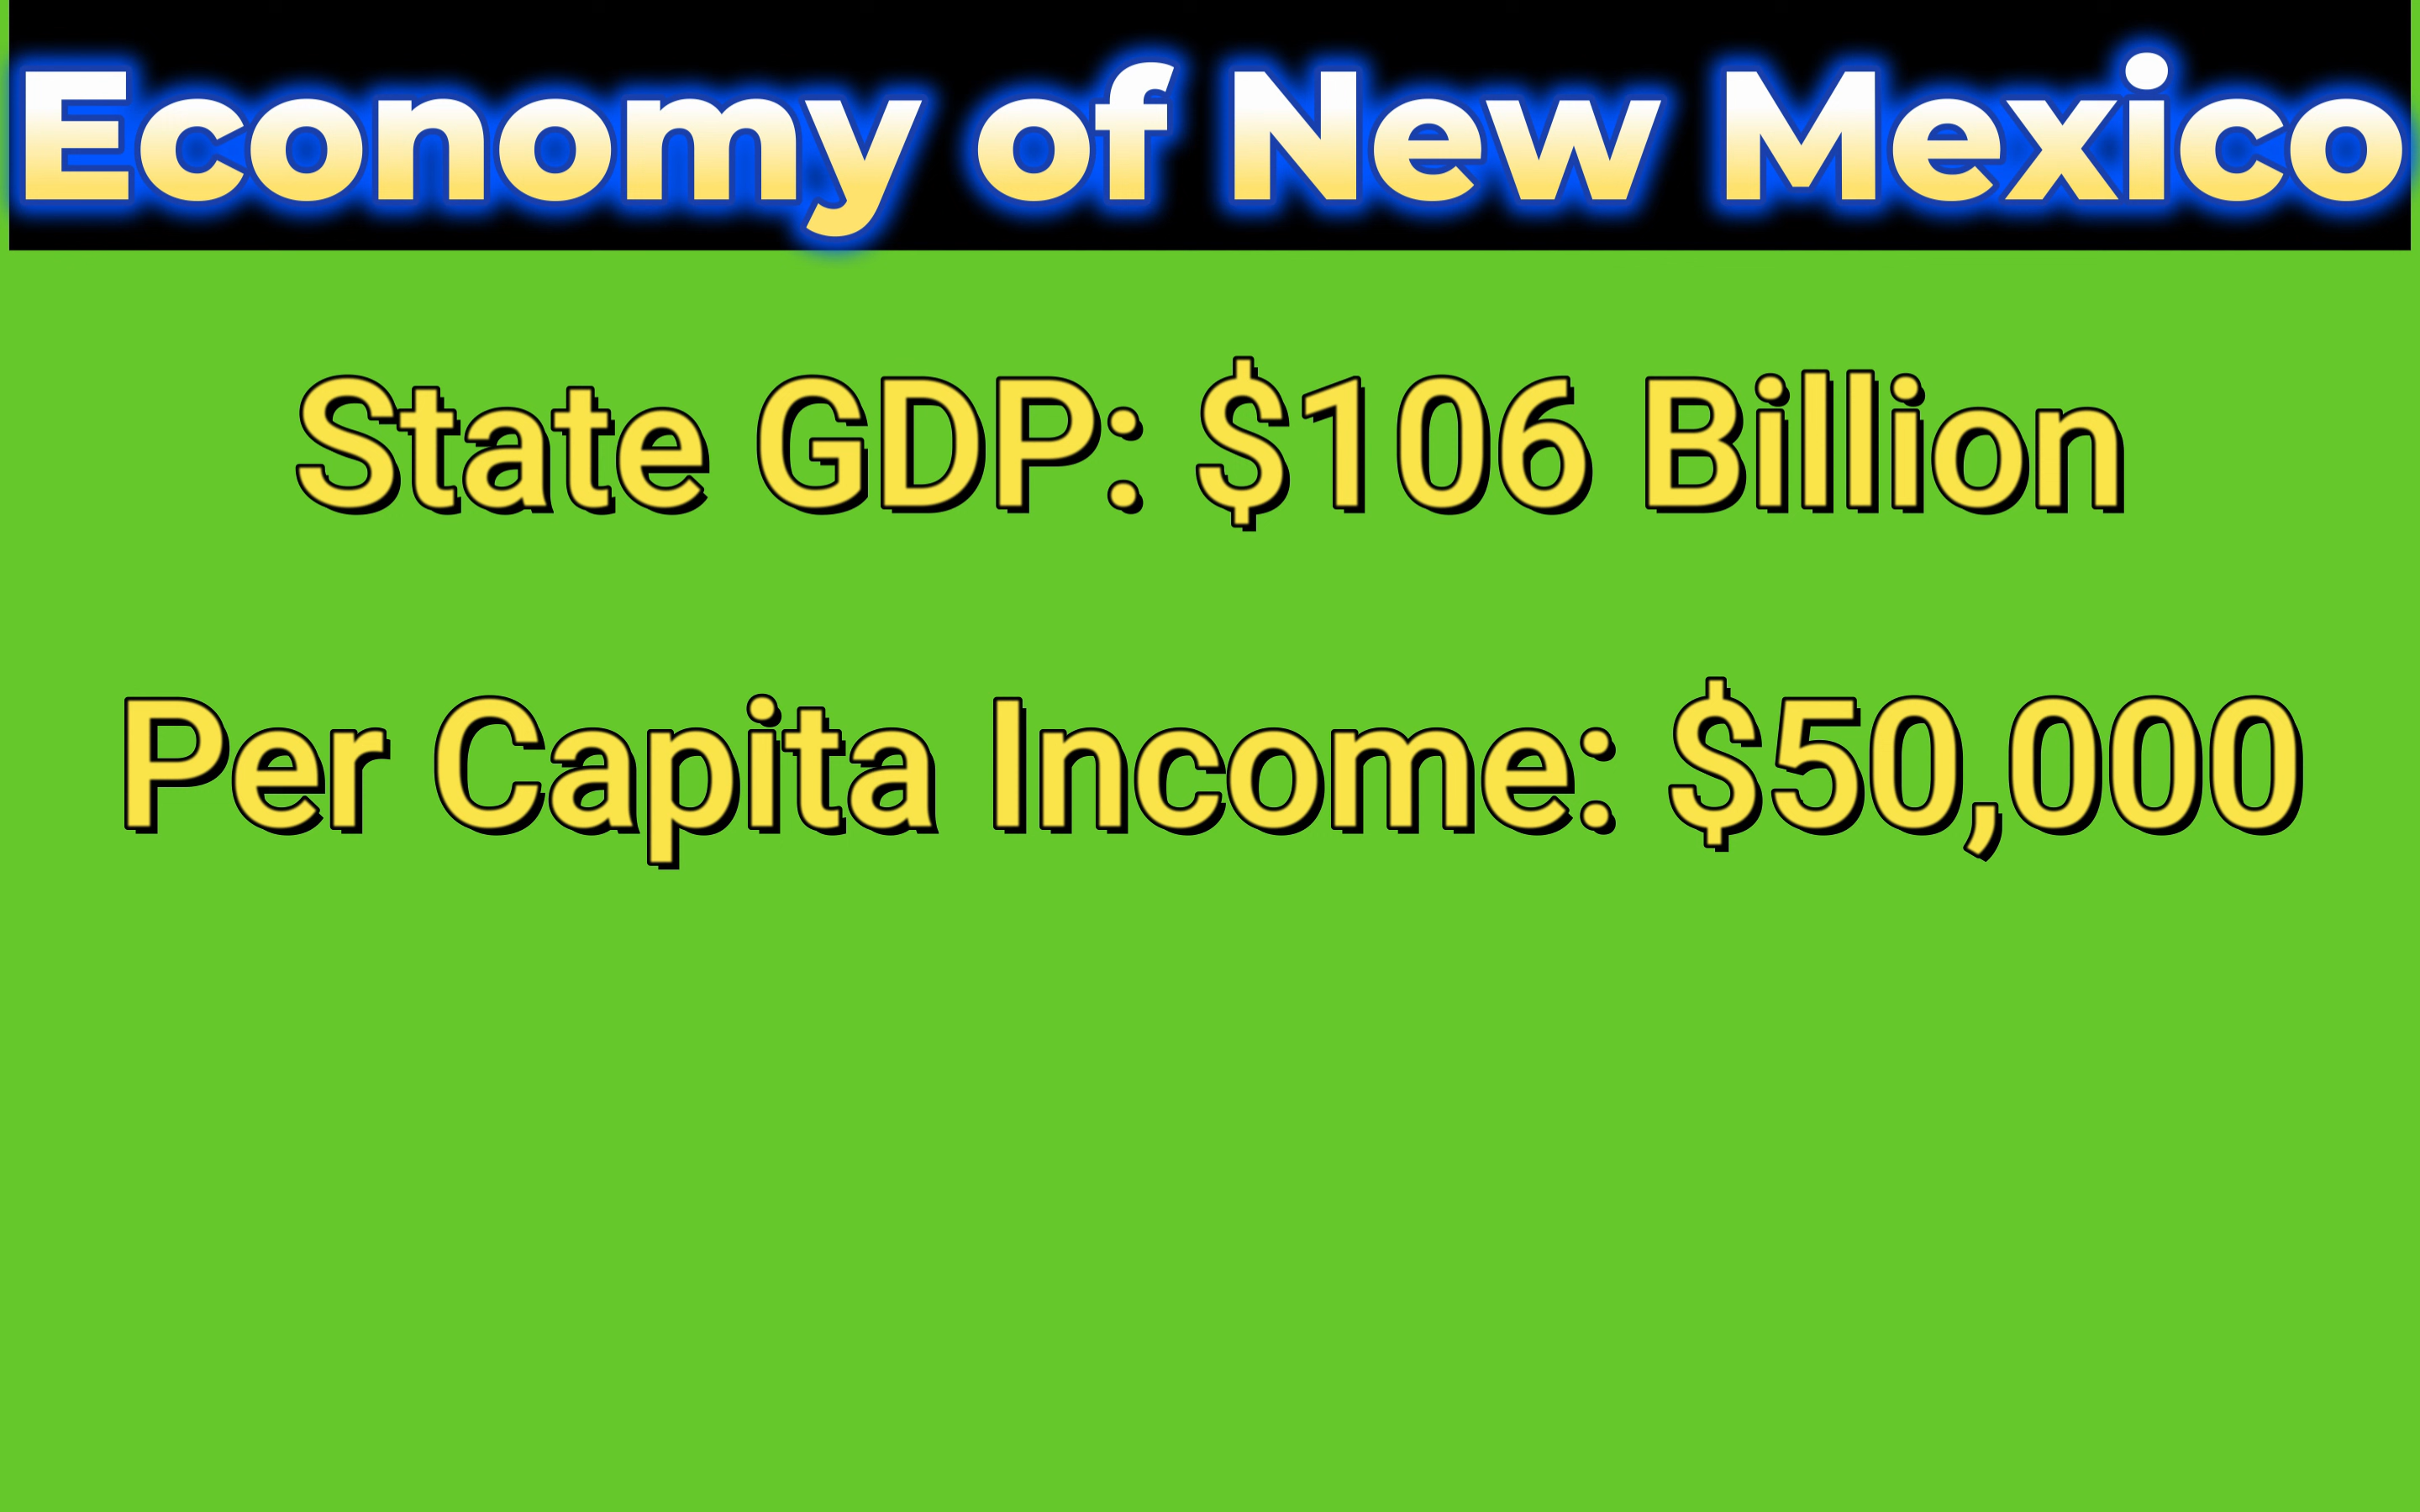 Economy of New Mexico
State GDP: $106 Billion
Per Capita Income: $50,000